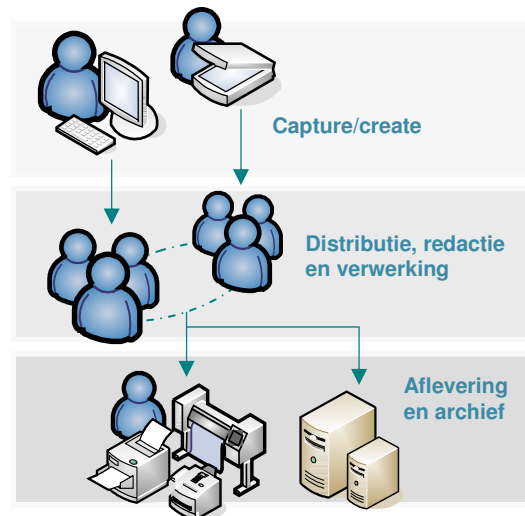 Capture/create
Distributie, redactie
en verwerking
Aflevering
en archief